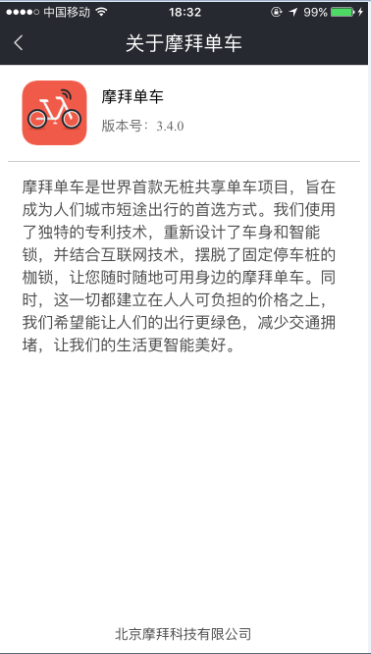 中国移动 18:32 99%
关于摩拜单车
摩拜单车
版本号：3.4.0
摩拜单车是世界首款无桩共享单车项目，旨在
成为人们城市短途出行的首选方式。我们使用
了独特的专利技术，重新设计了车身和智能
锁，并结合互联网技术，摆脱了固定停车桩的
枷锁，让您随时随地可用身边的摩拜单车。同
时，这一切都建立在人人可负担的价格之上，
我们希望能让人们的出行更绿色，减少交通拥
堵，让我们的生活更智能美好。
北京摩拜科技有限公司